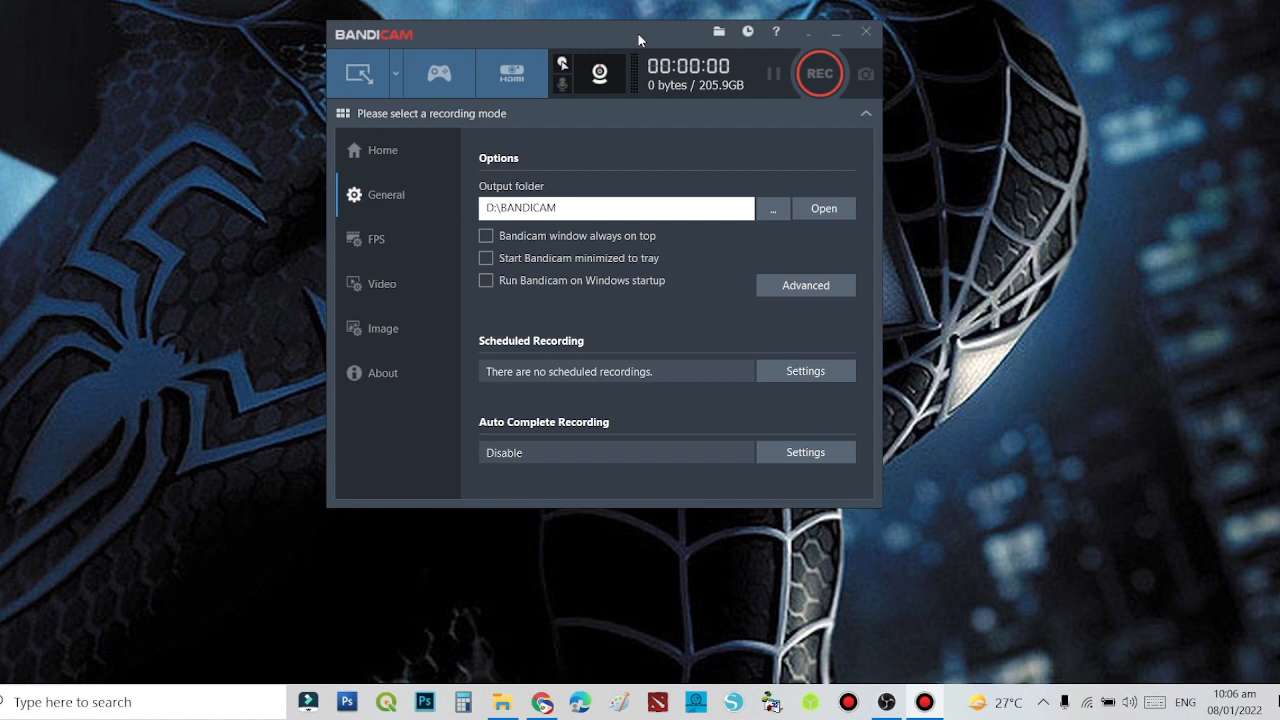 BANDICAM
?
HDMI
00:00:00
0 bytes / 205.9GB
REC
Please select a recording mode
Home
General
FPS
Video
Image
About
Options
Output folder
D:\BANDICAM
...
Open
Bandicam window always on top
Start Bandicam minimized to tray
Run Bandicam on Windows startup
Advanced
Scheduled Recording
There are no scheduled recordings.
Settings
Auto Complete Recording
Disable
Settings
Type here to search
Ps
Ps
27°C
ENG
10:06 am
08/01/2022